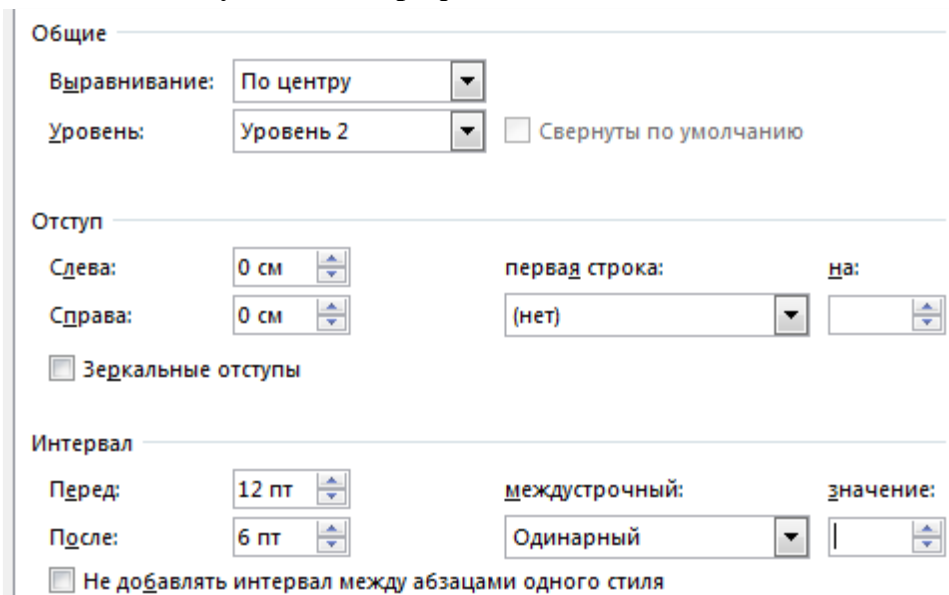 Общие
Выравнивание: По центру
Уровень: Уровень 2 Свернуты по умолчанию
Отступ
Слева: 0 см первая строка: на:
Справа: 0 см (нет)
Зеркальные отступы
Интервал
Перед: 12 пт междустрочный: значение:
После: 6 пт Одинарный
Не добавлять интервал между абзацами одного стиля